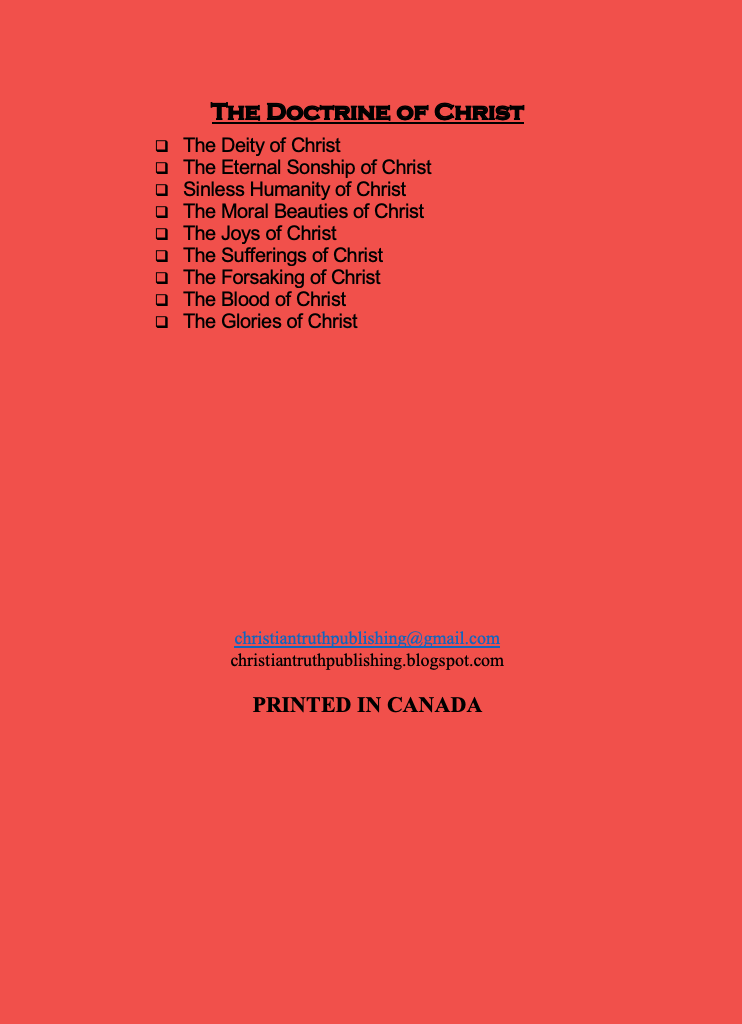 The Doctrine of Christ
❑ The Deity of Christ
❑ The Eternal Sonship of Christ
❑ Sinless Humanity of Christ
❑ The Moral Beauties of Christ
❑ The Joys of Christ
❑ The Sufferings of Christ
❑ The Forsaking of Christ
❑ The Blood of Christ
❑ The Glories of Christ
christiantruthpublishing@gmail.com
christiantruthpublishing.blogspot.com
PRINTED IN CANADA